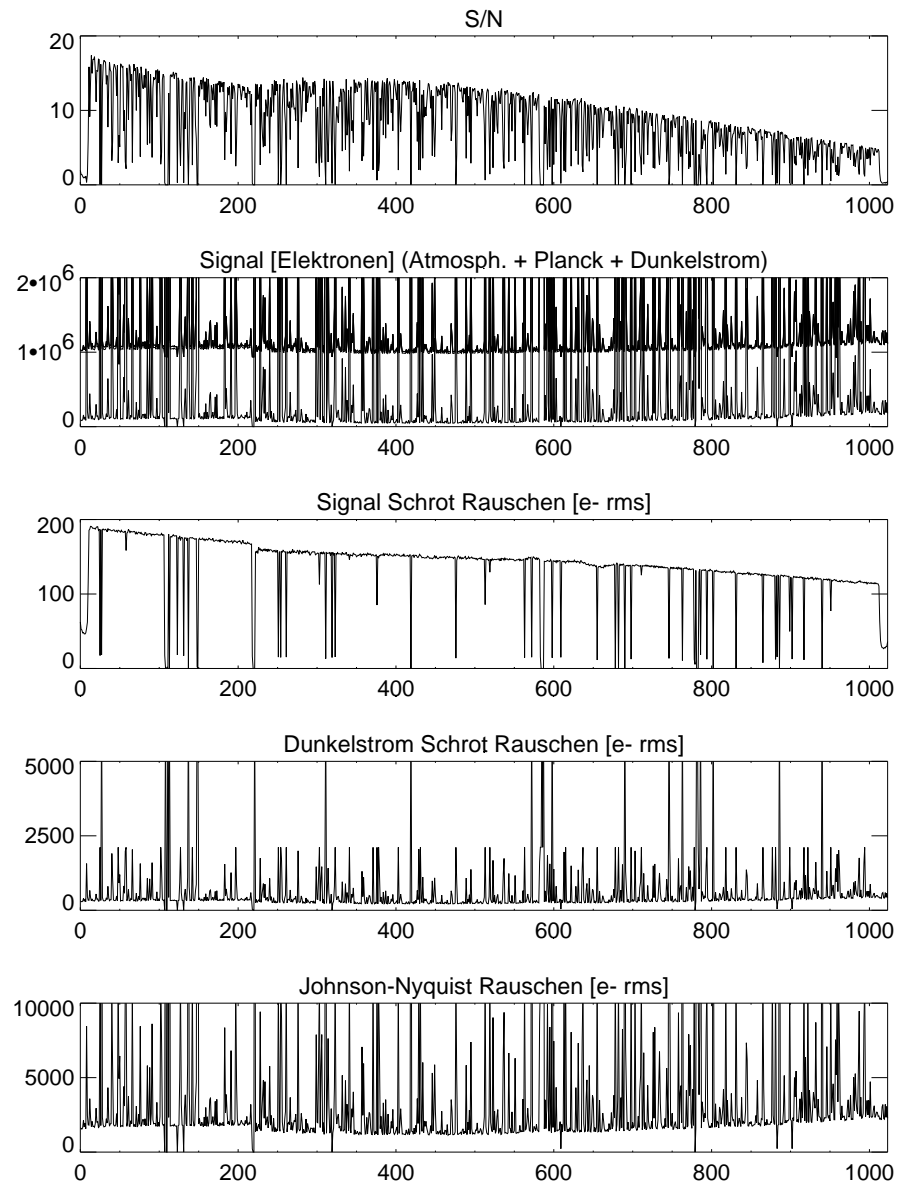 S/N
20
10
0
0 200 400 600 800 1000
Signal [Elektronen] (Atmosph. + Planck + Dunkelstrom)
2•10^6
1•10^6
0
0 200 400 600 800 1000
Signal Schrot Rauschen [e- rms]
200
100
0
0 200 400 600 800 1000
Dunkelstrom Schrot Rauschen [e- rms]
5000
2500
0
0 200 400 600 800 1000
Johnson-Nyquist Rauschen [e- rms]
10000
5000
0
0 200 400 600 800 1000